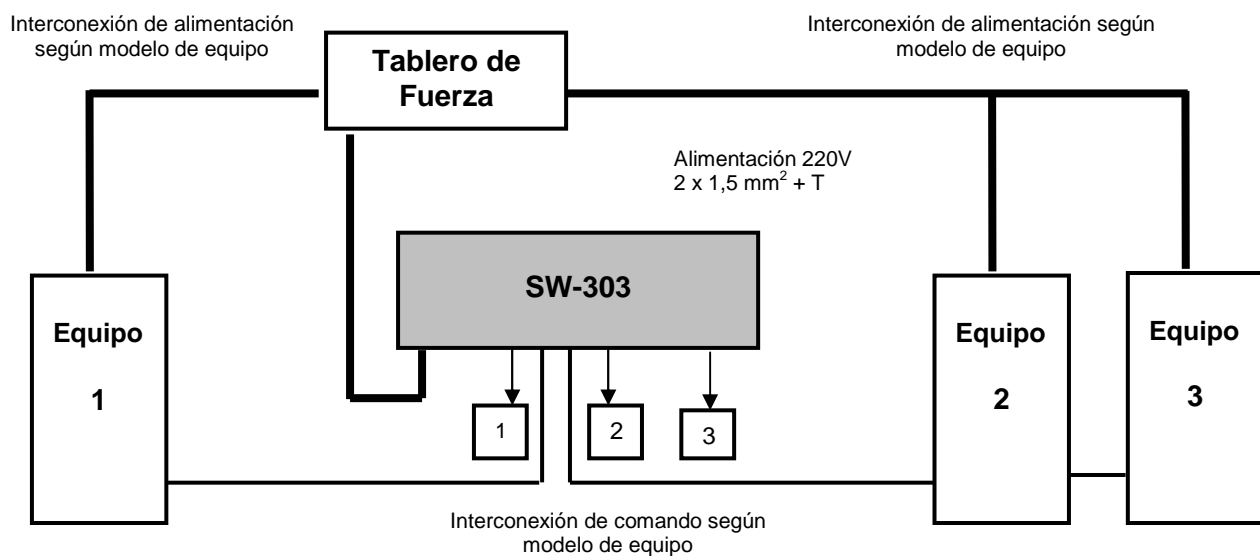 Interconexión de alimentación
según modelo de equipo
Interconexión de alimentación según
modelo de equipo
Tablero de
Fuerza
Alimentación 220V
2 x 1,5 mm² + T
SW-303
Equipo
1
Equipo
2
Equipo
3
1
2
3
Interconexión de comando según
modelo de equipo